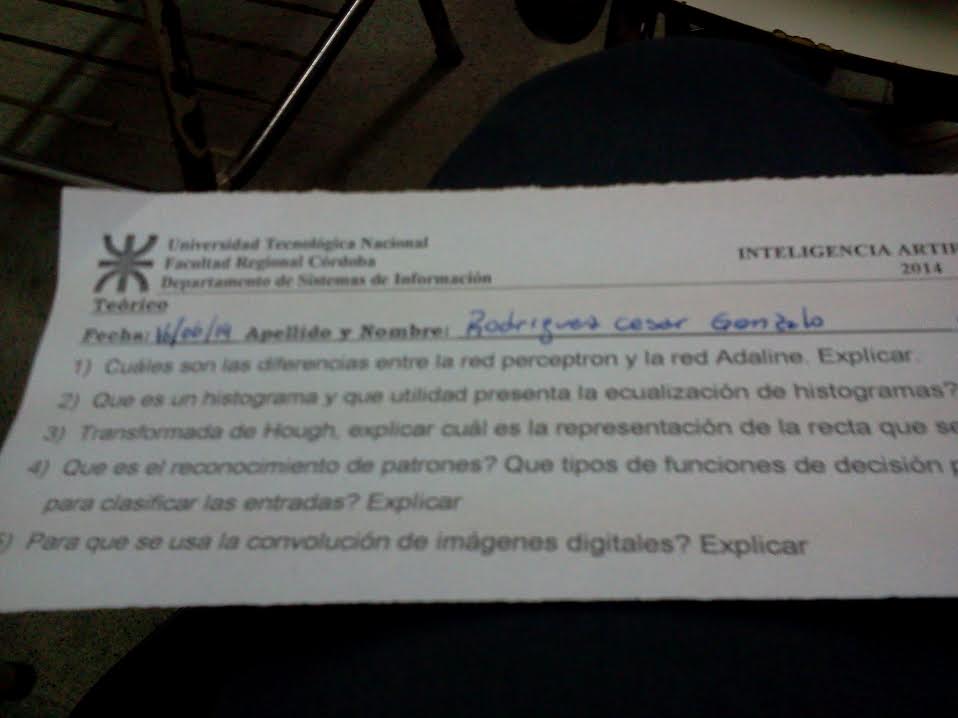 Universidad Tecnológica Nacional
Facultad Regional Córdoba
Departamento de Sistemas de Información
INTELIGENCIA ARTIF
2014
Teórico
Fecha: 16/06/14 Apellido y Nombre: Rodriguez cesar Gonzalo
1) Cuáles son las diferencias entre la red perceptron y la red Adaline. Explicar.
2) Que es un histograma y que utilidad presenta la ecualización de histogramas?
3) Transformada de Hough, explicar cuál es la representación de la recta que se
4) Que es el reconocimiento de patrones? Que tipos de funciones de decisión p
para clasificar las entradas? Explicar
5) Para que se usa la convolución de imágenes digitales? Explicar